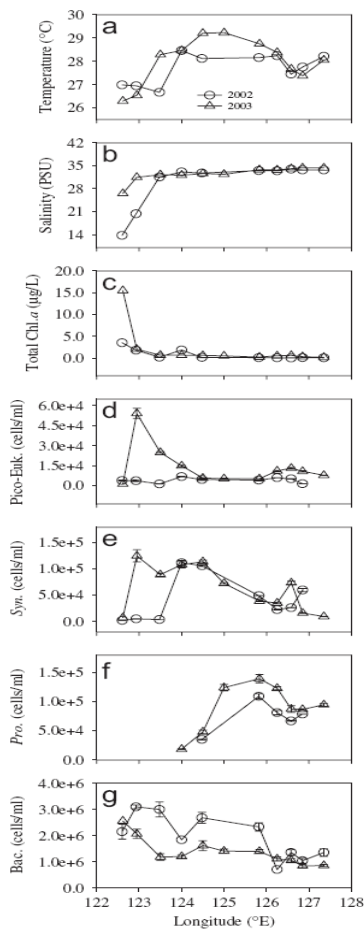 a
Temperature (°C)
30
29
28
27
26
2002
2003
b
Salinity (PSU)
42
35
28
21
14
c
Total Chl.a (µg/L)
20.0
15.0
10.0
5.0
0.0
d
Pico-Euk. (cells/ml)
6.0e+4
4.5e+4
3.0e+4
1.5e+4
0.0
e
Syn. (cells/ml)
1.5e+5
1.0e+5
5.0e+4
0.0
f
Pro. (cells/ml)
1.5e+5
1.0e+5
5.0e+4
0.0
g
Bac. (cells/ml)
4.0e+6
3.0e+6
2.0e+6
1.0e+6
0.0
122 123 124 125 126 127 128
Longitude (°E)